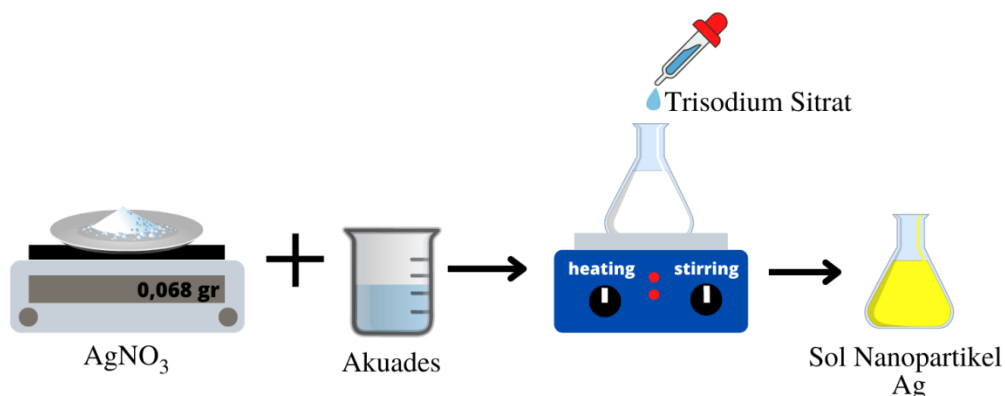 Trisodium Sitrat
heating
stirring
0,068 gr
AgNO₃
Akuades
Sol Nanopartikel
Ag